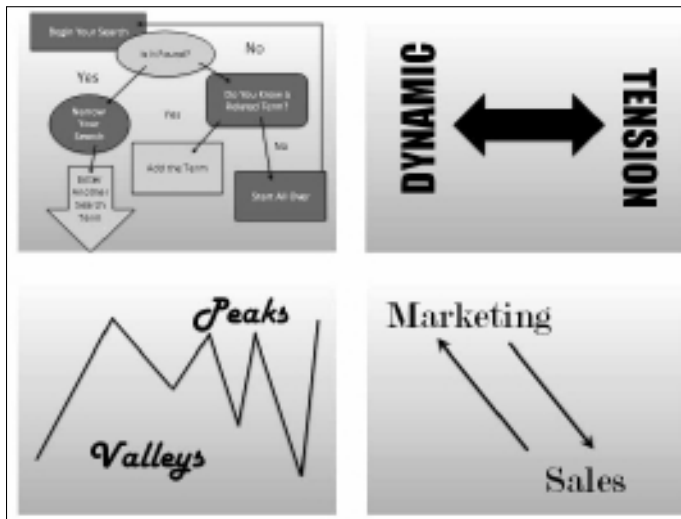 Begin Your Search
Is It Found?
No
Yes
Do You Know a
Related Term?
Narrow
Your
Search
Yes
No
Add the Term
Enter
Another
Search
Term
Start All Over
DYNAMIC
TENSION
Peaks
Valleys
Marketing
Sales